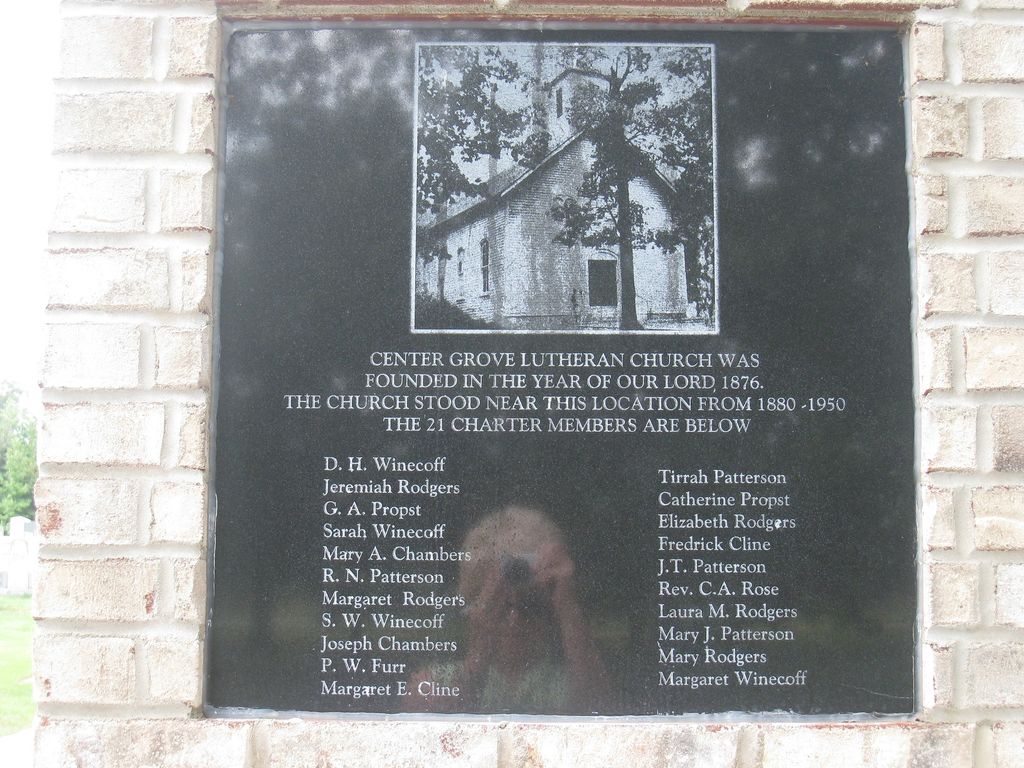 CENTER GROVE LUTHERAN CHURCH WAS
FOUNDED IN THE YEAR OF OUR LORD, 1876.
THE CHURCH STOOD NEAR THIS LOCATION FROM 1880 -1950
THE 21 CHARTER MEMBERS ARE BELOW
D. H. Winecoff
Jeremiah Rodgers
G. A. Propst
Sarah Winecoff
Mary A. Chambers
R. N. Patterson
Margaret Rodgers
S. W. Winecoff
Joseph Chambers
P. W. Furr
Margaret E. Cline
Tirrah Patterson
Catherine Propst
Elizabeth Rodgers
Fredrick Cline
J.T. Patterson
Rev. C.A. Rose
Laura M. Rodgers
Mary J. Patterson
Mary Rodgers
Margaret Winecoff